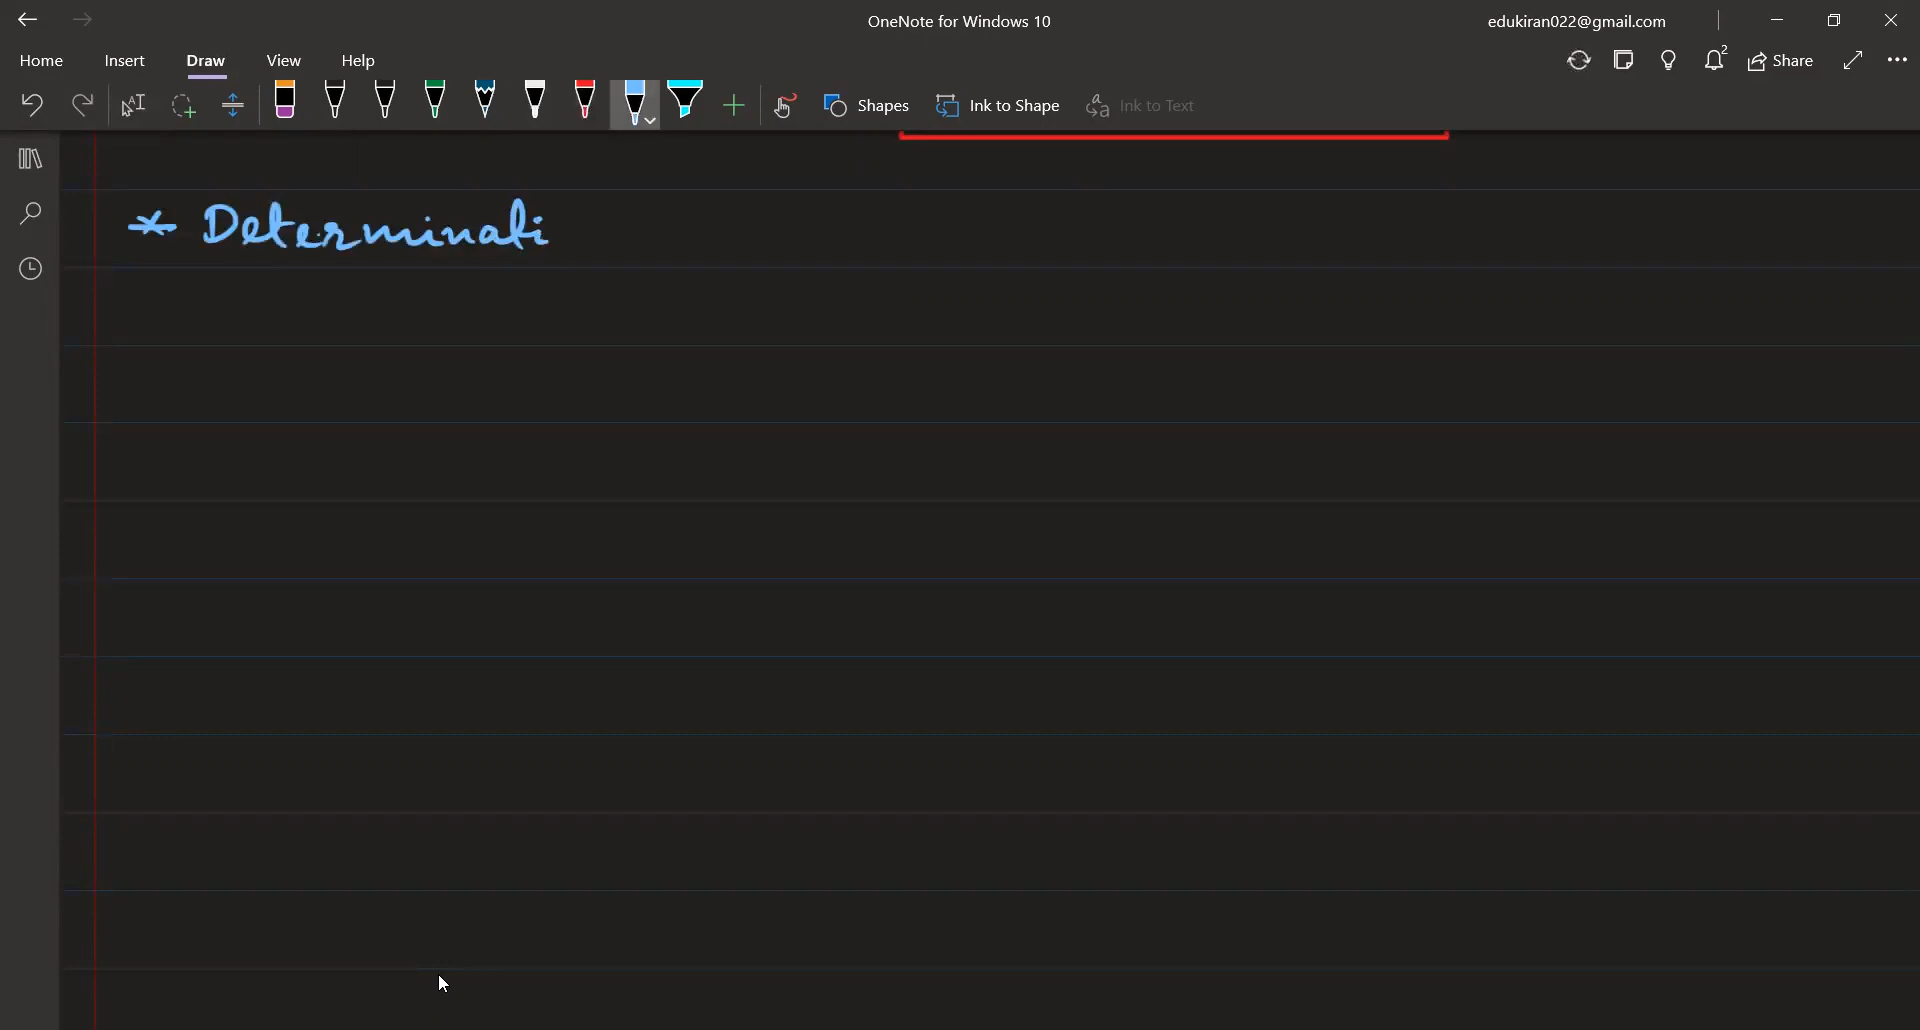 OneNote for Windows 10
edukiran022@gmail.com
Home Insert Draw View Help
2
Share
Shapes
Ink to Shape
Ink to Text
* Determinati